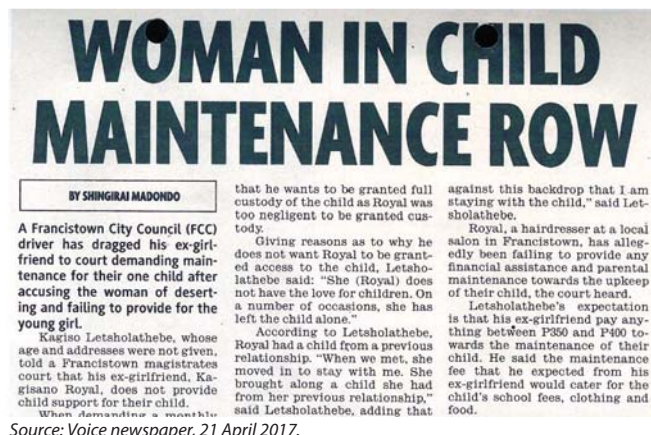 WOMAN IN CHILD
MAINTENANCE ROW
BY SHINGIRAI MADONDO
A Francistown City Council (FCC)
driver has dragged his ex-girl-
friend to court demanding main-
tenance for their one child after
accusing the woman of desert-
ing and failing to provide for the
young girl.
Kagiso Letsholathebe, whose
age and addresses were not given,
told a Francistown magistrates
court that his ex-girlfriend, Ka-
gisano Royal, does not provide
child support for their child.
When demanding a monthly
that he wants to be granted full
custody of the child as Royal was
too negligent to be granted cus-
tody.
Giving reasons as to why he
does not want Royal to be grant-
ed access to the child, Letsho-
lathebe said: “She (Royal) does
not have the love for children. On
a number of occasions, she has
left the child alone.”
According to Letsholathebe,
Royal had a child from a previous
relationship. “When we met, she
moved in to stay with me. She
brought along a child she had
from her previous relationship,”
said Letsholathebe, adding that
against this backdrop that I am
staying with the child,” said Let-
sholathebe.
Royal, a hairdresser at a local
salon in Francistown, has alleg-
edly been failing to provide any
financial assistance and parental
maintenance towards the upkeep
of their child, the court heard.
Letsholathebe’s expectation
is that his ex-girlfriend pay any-
thing between P350 and P400 to-
wards the maintenance of their
child. He said the maintenance
fee that he expected from his
ex-girlfriend would cater for the
child’s school fees, clothing and
food.
Source: Voice newspaper, 21 April 2017.